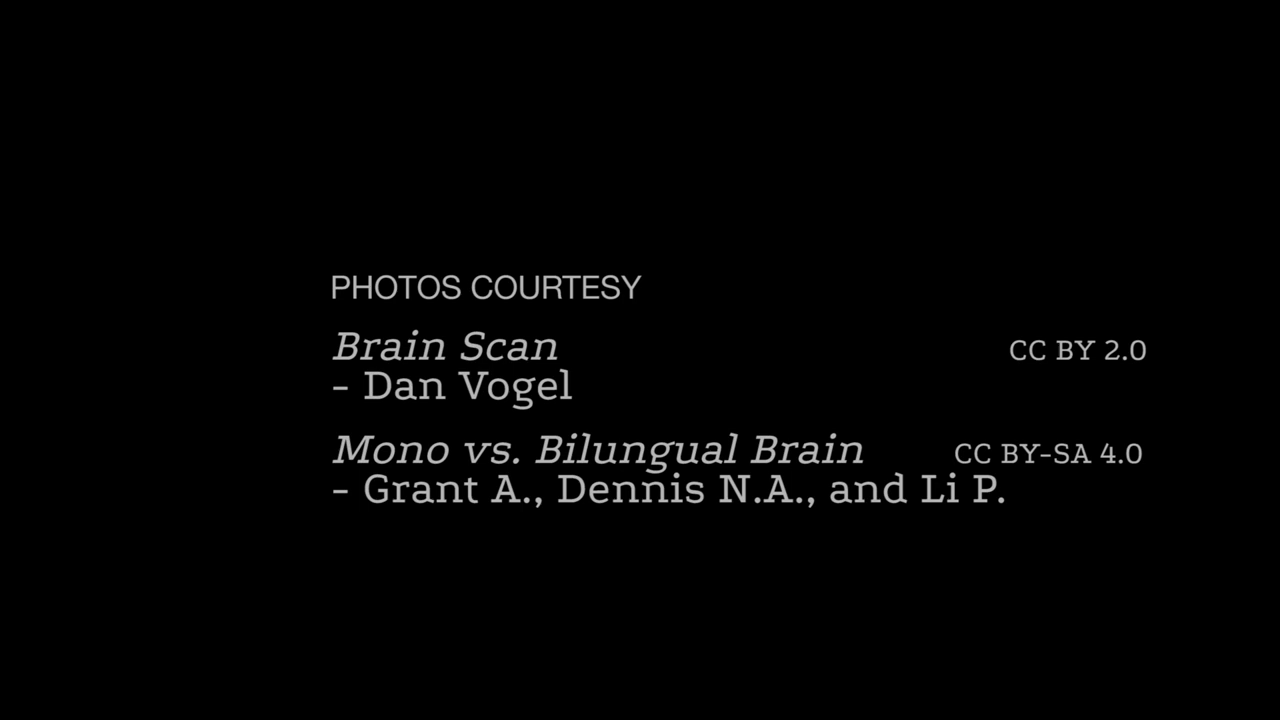 PHOTOS COURTESY
Brain Scan CC BY 2.0
– Dan Vogel
Mono vs. Bilungual Brain CC BY-SA 4.0
– Grant A., Dennis N.A., and Li P.